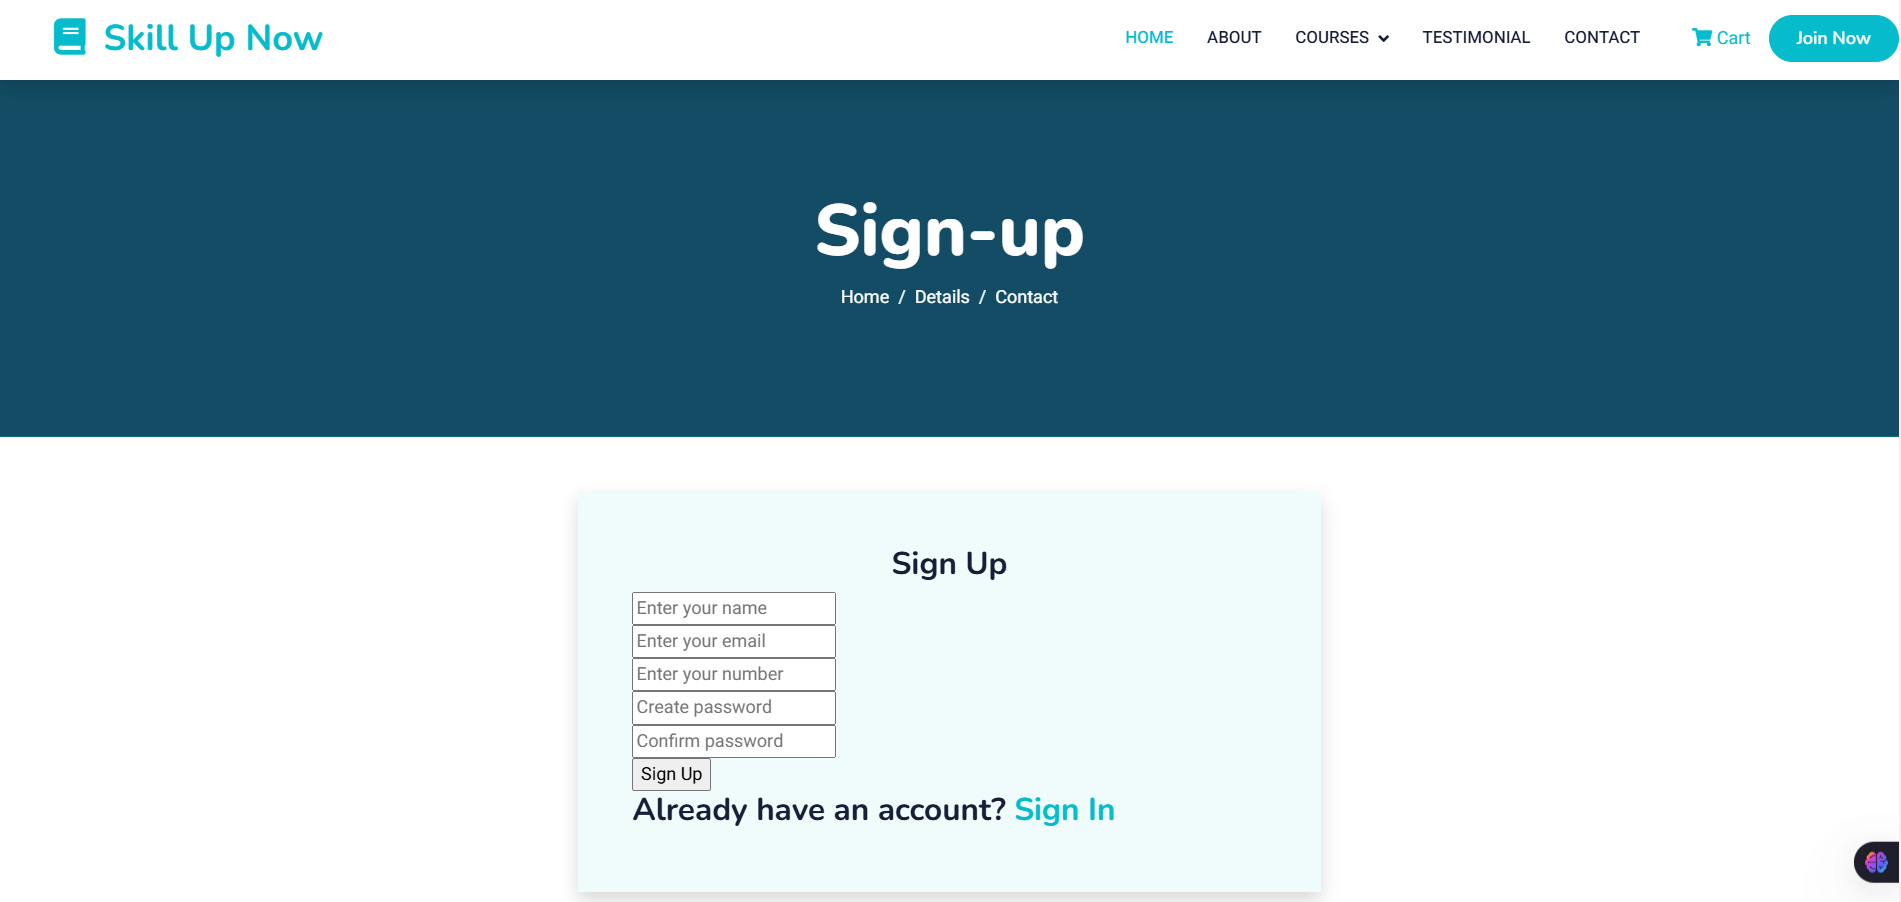 Skill Up Now
HOME ABOUT COURSES TESTIMONIAL CONTACT Cart Join Now
Sign-up
Home / Details / Contact
Sign Up
Enter your name
Enter your email
Enter your number
Create password
Confirm password
Sign Up
Already have an account? Sign In